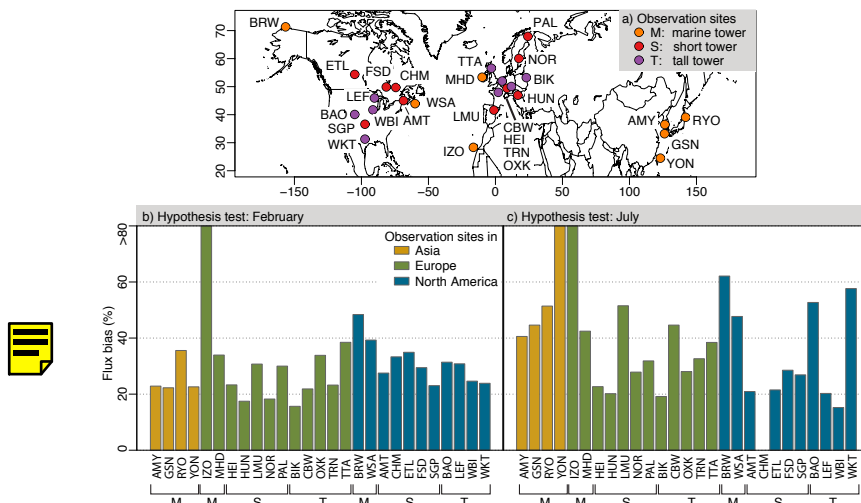 a) Observation sites
M: marine tower
S: short tower
T: tall tower
BRW
PAL
ETL
FSD
CHM
TTA
NOR
MHD
BIK
LEF
WSA
HUN
BAO
WBI
AMT
SGP
LMU
WKT
CBW
HEI
TRN
OXK
IZO
AMY
RYO
GSN
YON
70
60
50
40
30
20
−150 −100 −50 0 50 100 150
b) Hypothesis test: February
c) Hypothesis test: July
Observation sites in
Asia
Europe
North America
Flux bias (%)
>80
60
40
20
0
AMY GSN RYO YON IZO MHD HEI HUN LMU NOR PAL BIK CBW OXK TRN TTA BRW WSA AMT CHM ETL FSD SGP BAO LEF WBI WKT
AMY GSN RYO YON IZO MHD HEI HUN LMU NOR PAL BIK CBW OXK TRN TTA BRW WSA AMT CHM ETL FSD SGP BAO LEF WBI WKT
M M S T M S T
M M S T M S T